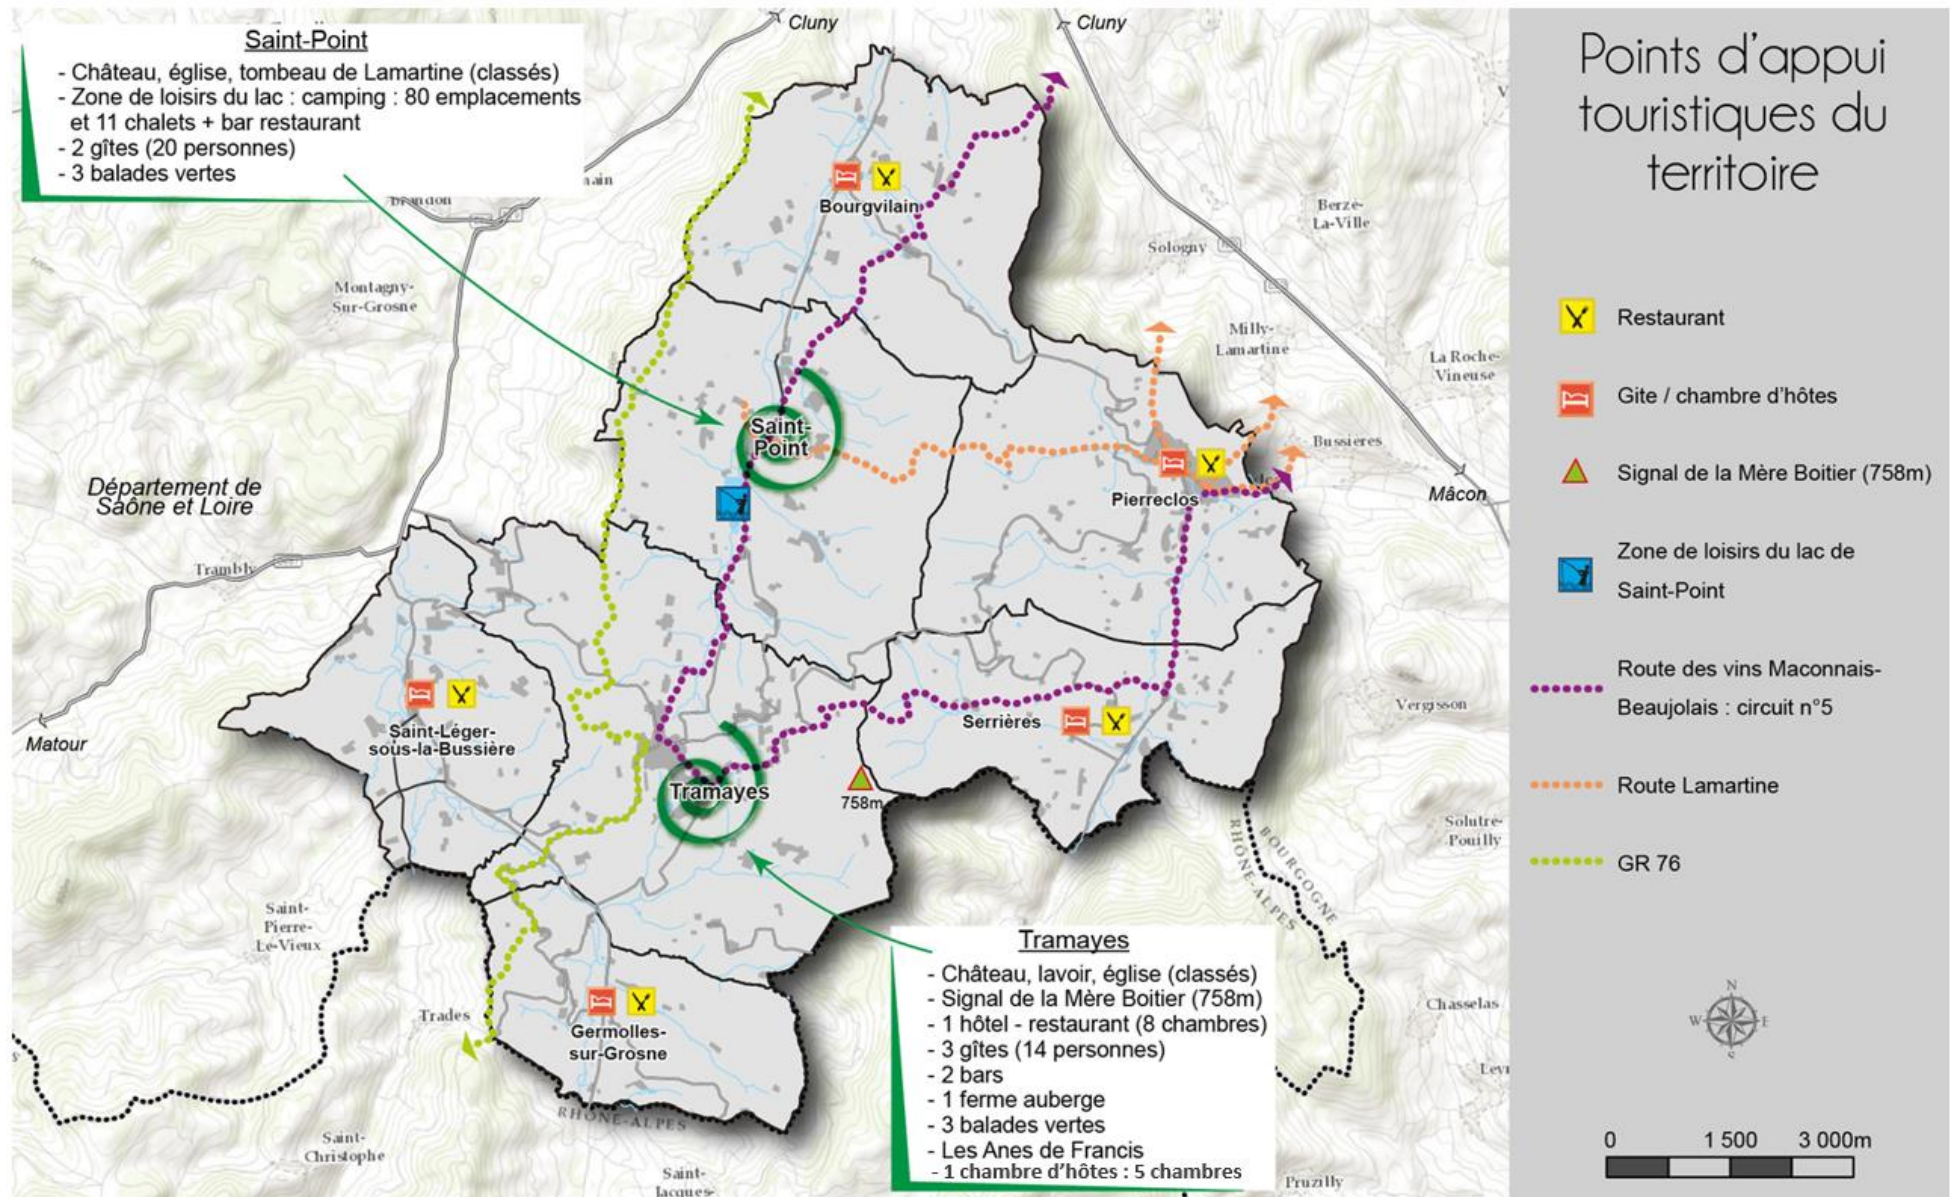 Saint-Point
- Château, église, tombeau de Lamartine (classés)
- Zone de loisirs du lac : camping : 80 emplacements
et 11 chalets + bar restaurant
- 2 gîtes (20 personnes)
- 3 balades vertes
Cluny
Cluny
Points d'appui
touristiques du
territoire
Bourgvilain
Berze-
La-Ville
Sologny
Montagny-
Sur-Grosne
Milly-
Lamartine
La Roche-
Vineuse
Restaurant
Gite / chambre d'hôtes
Signal de la Mère Boitier (758m)
Zone de loisirs du lac de
Saint-Point
Route des vins Maconnais-
Beaujolais : circuit n°5
Route Lamartine
GR 76
Saint-
Point
Bussieres
Pierreclos
Mâcon
Département de
Saône et Loire
Trambly
Matour
Saint-Léger-
sous-la-Bussière
Serrières
Vergisson
Tramayes
758m
Solutre-
Pouilly
BOURGOGNE
RHÔNE-ALPES
Saint-
Pierre-
Le-Vieux
Trades
Germolles-
sur-Grosne
RHÔNE-ALPES
Saint-
Christophe
Saint-
Jacques-
Tramayes
- Château, lavoir, église (classés)
- Signal de la Mère Boitier (758m)
- 1 hôtel - restaurant (8 chambres)
- 3 gîtes (14 personnes)
- 2 bars
- 1 ferme auberge
- 3 balades vertes
- Les Anes de Francis
- 1 chambre d'hôtes : 5 chambres
Chasselas
Pruzilly
N
W E
S
0 1 500 3 000m